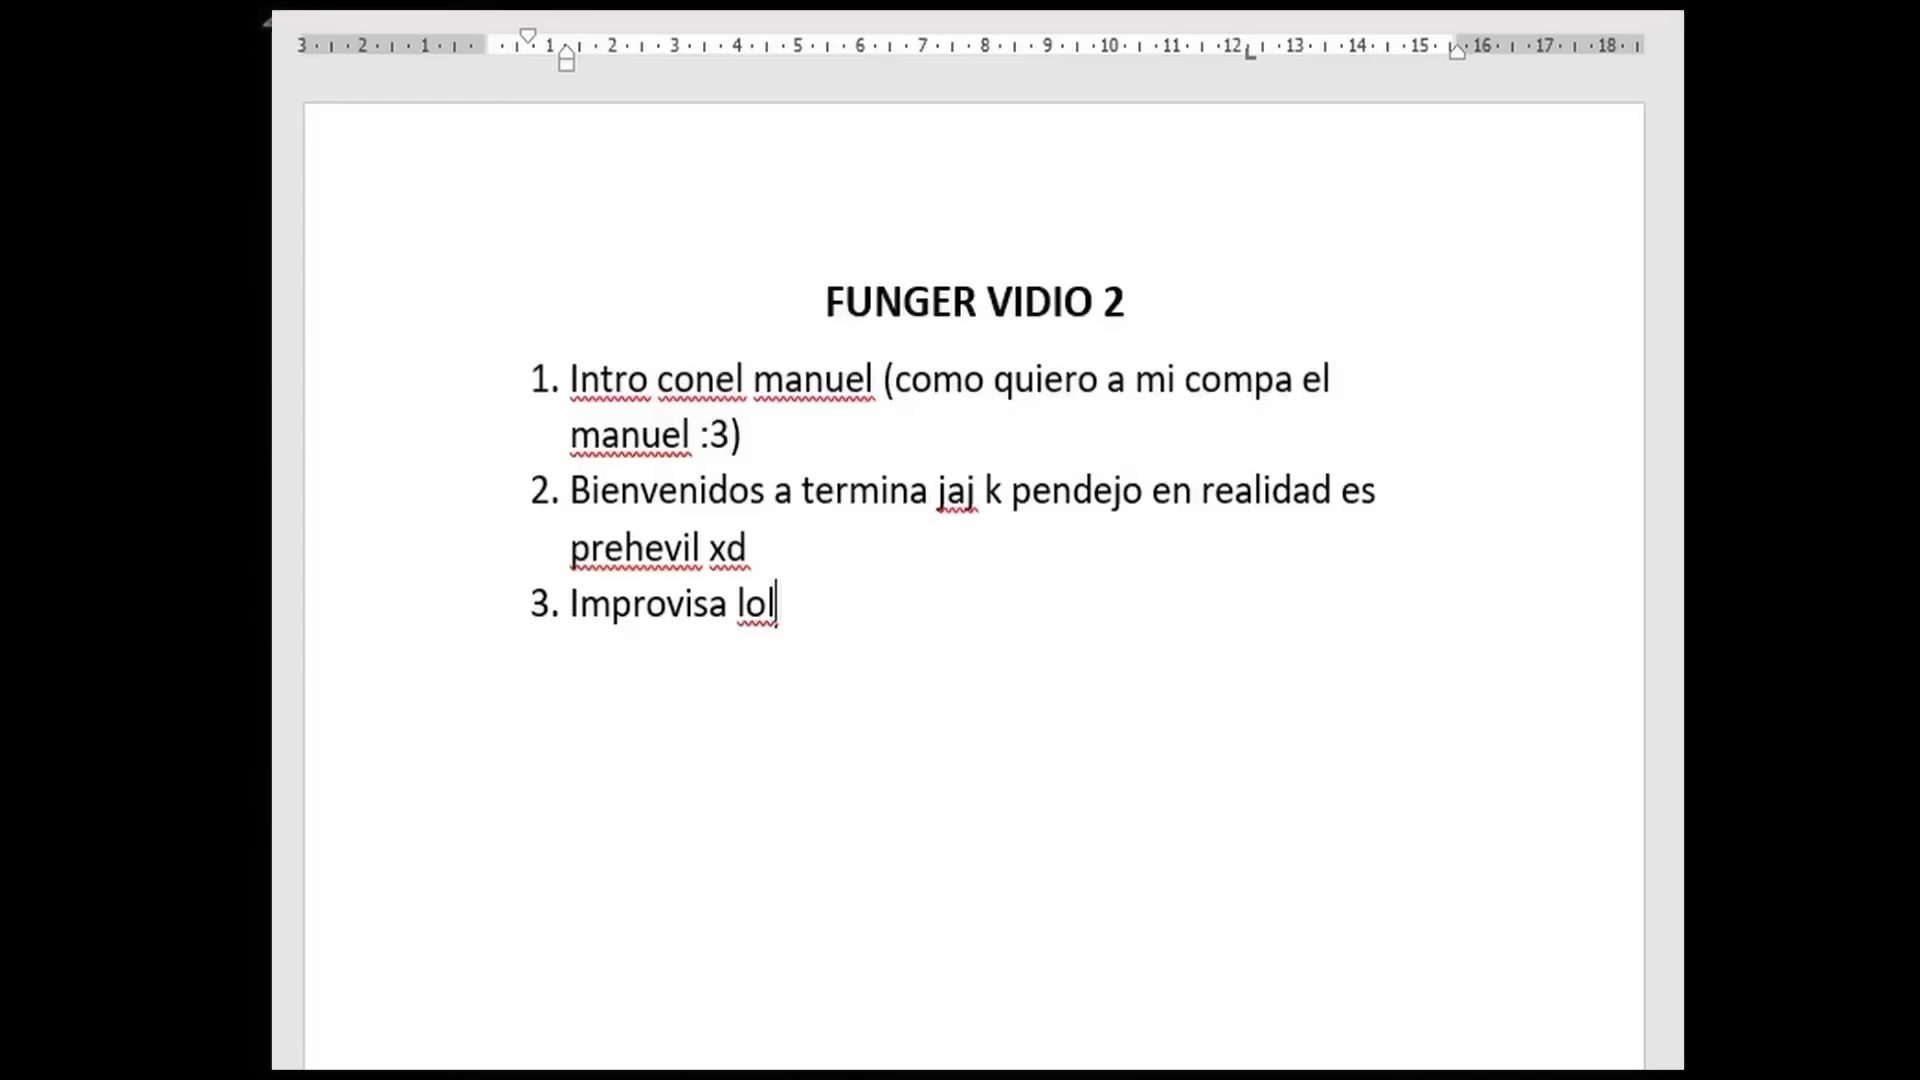 3 2 1 1 2 3 4 5 6 7 8 9 10 11 12 13 14 15 16 17 18
FUNGER VIDIO 2
1. Intro conel manuel (como quiero a mi compa el
manuel :3)
2. Bienvenidos a termina jaj k pendejo en realidad es
prehevil xd
3. Improvisa lol